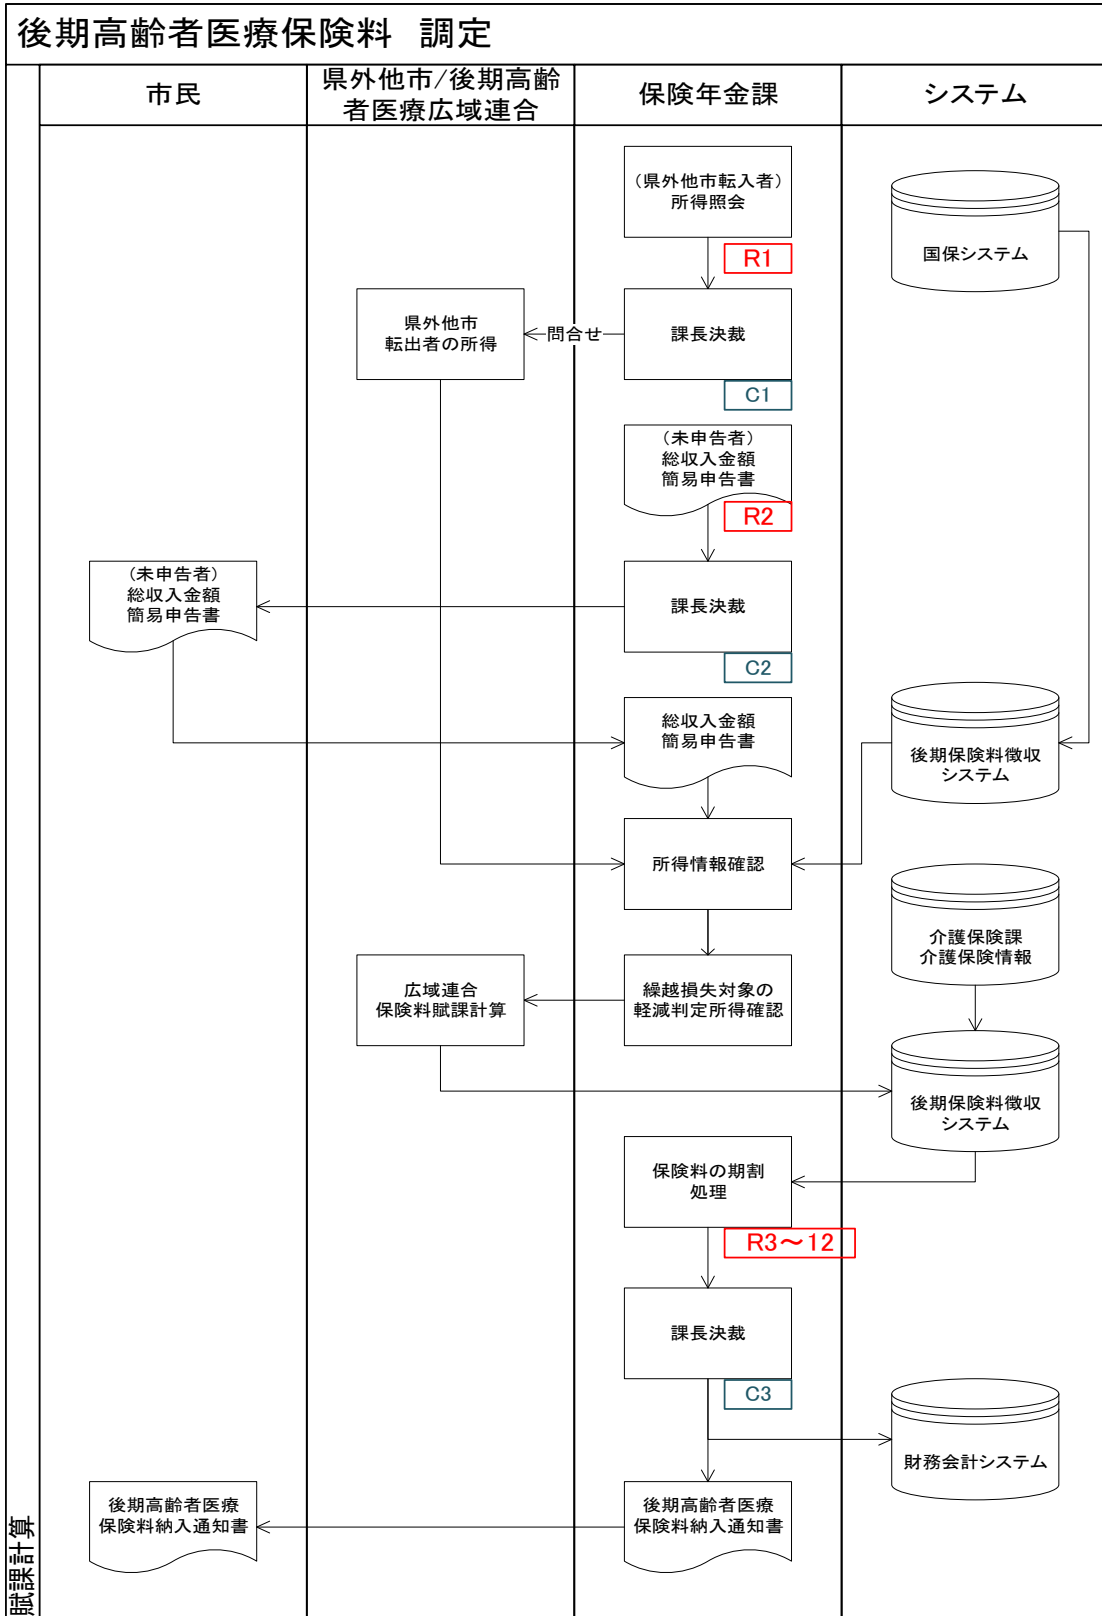 後期高齢者医療保険料　調定
市民
県外他市/後期高齢
者医療広域連合
保険年金課
システム
（県外他市転入者）
所得照会
国保システム
R1
県外他市
転出者の所得
問合せ
課長決裁
C1
（未申告者）
総収入金額
簡易申告書
R2
（未申告者）
総収入金額
簡易申告書
課長決裁
C2
総収入金額
簡易申告書
後期保険料徴収
システム
所得情報確認
介護保険課
介護保険情報
広域連合
保険料賦課計算
繰越損失対象の
軽減判定所得確認
後期保険料徴収
システム
保険料の期割
処理
R3～12
課長決裁
C3
財務会計システム
後期高齢者医療
保険料納入通知書
後期高齢者医療
保険料納入通知書
賦課計算